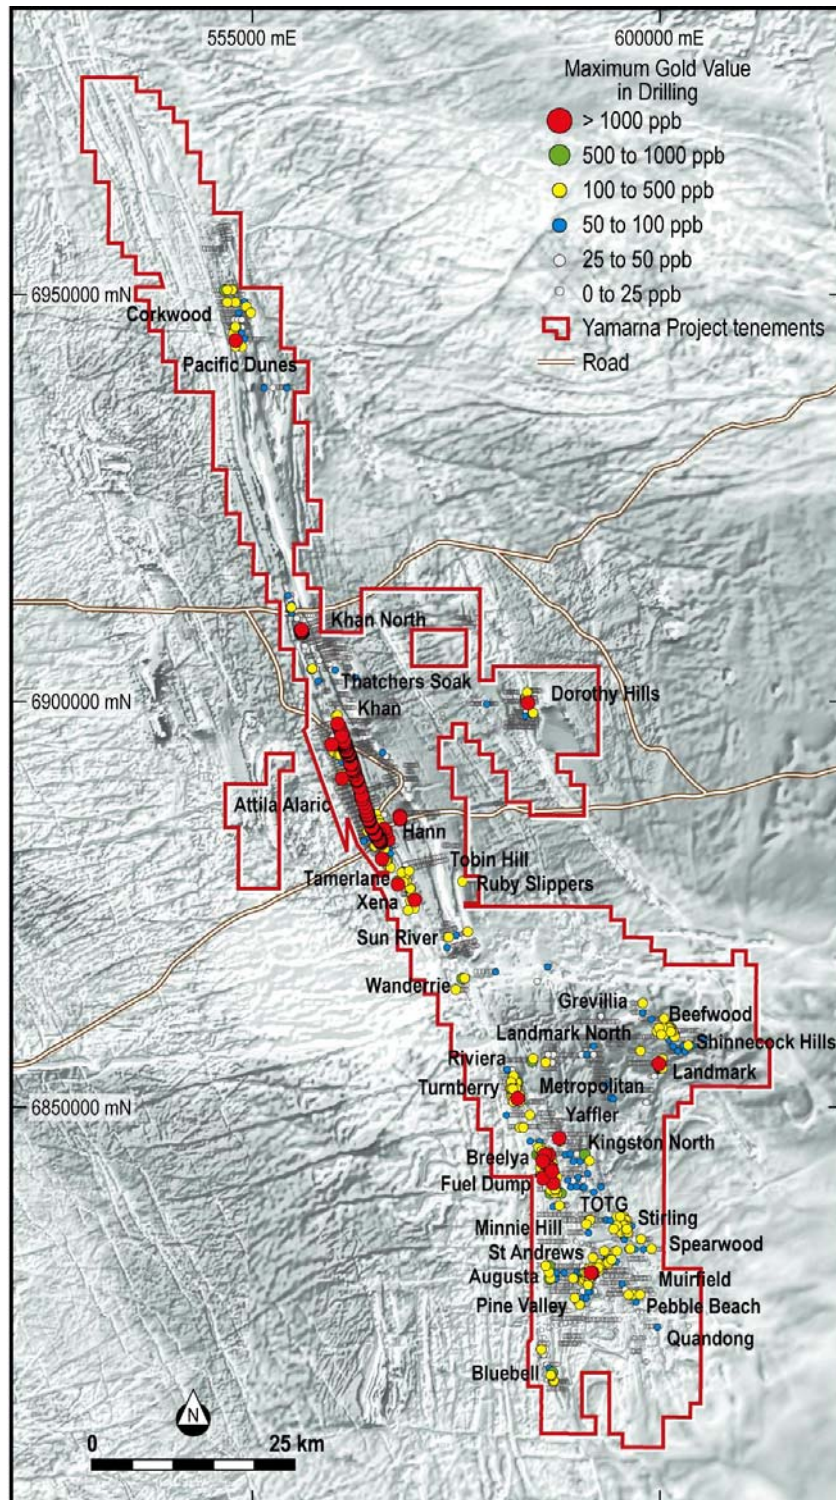 555000 mE
600000 mE
Maximum Gold Value
in Drilling
> 1000 ppb
500 to 1000 ppb
100 to 500 ppb
50 to 100 ppb
25 to 50 ppb
0 to 25 ppb
Yamarna Project tenements
Road
6950000 mN
Corkwood
Pacific Dunes
Khan North
Thatchers Soak
6900000 mN
Dorothy Hills
Khan
Attila Alaric
Hann
Tobin Hill
Tamerlane
Ruby Slippers
Xena
Sun River
Wanderrie
Grevillia
Beefwood
Landmark North
Shinnecock Hills
Riviera
Landmark
Turnberry
Metropolitan
6850000 mN
Yaffler
Kingston North
Breelya
Fuel Dump
TOTG
Stirling
Minnie Hill
Spearwood
St Andrews
Augusta
Muirfield
Pine Valley
Pebble Beach
Quandong
Bluebell
N
0
25 km